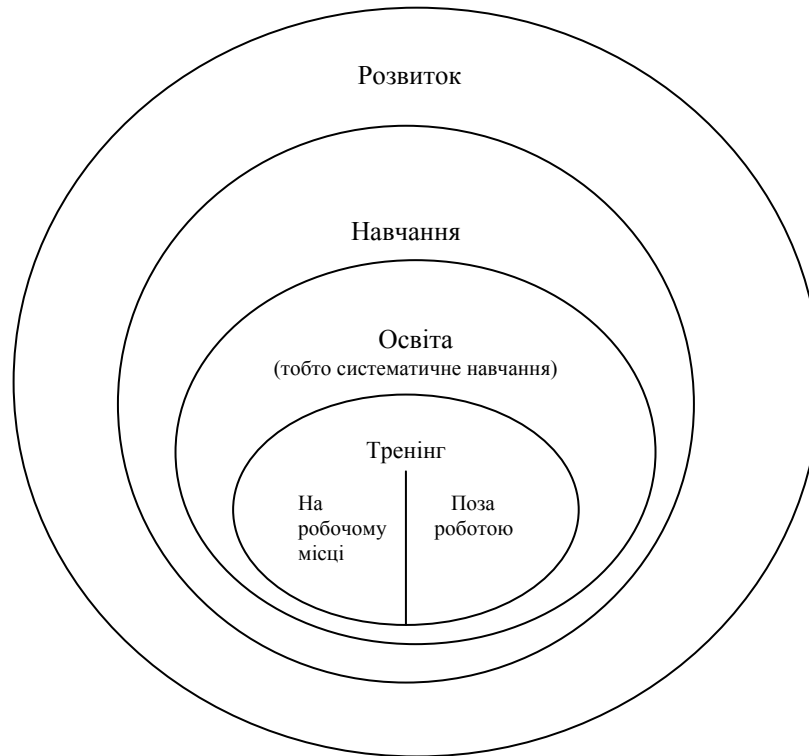 Розвиток
Навчання
Освіта
(тобто систематичне навчання)
Тренінг
На
робочому
місці
Поза
роботою